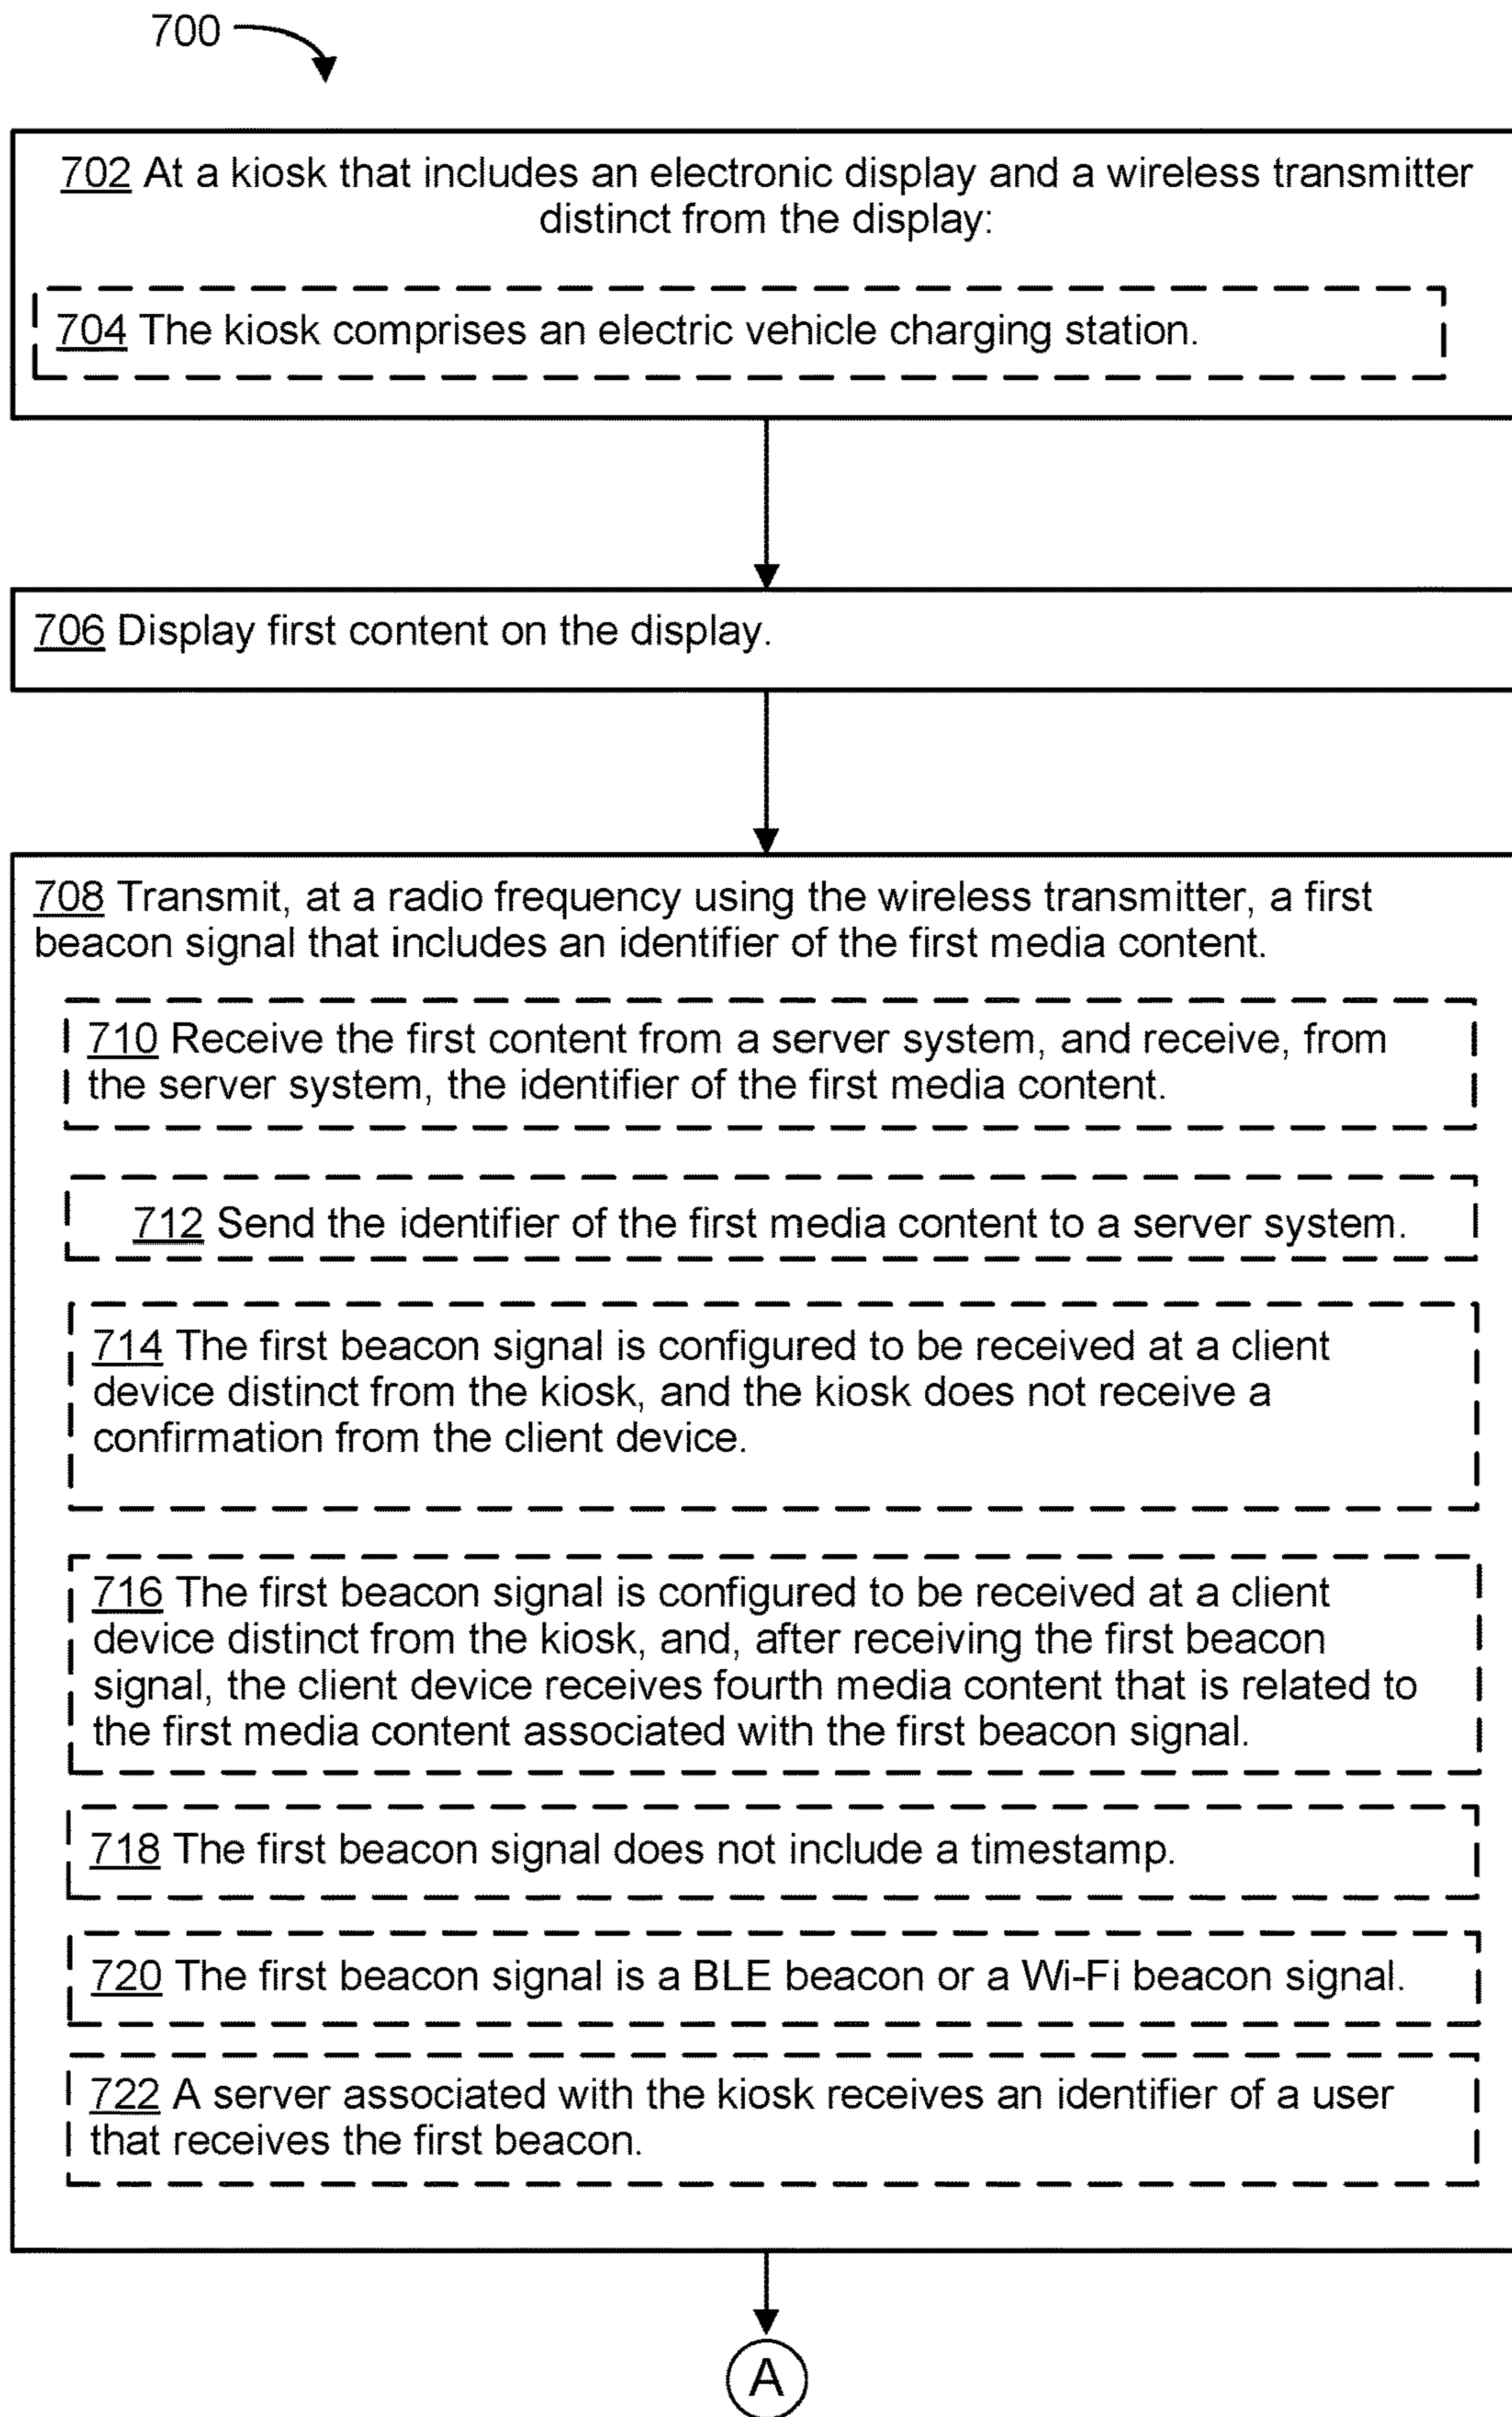 700
702 At a kiosk that includes an electronic display and a wireless transmitter
distinct from the display:
704 The kiosk comprises an electric vehicle charging station.
706 Display first content on the display.
708 Transmit, at a radio frequency using the wireless transmitter, a first
beacon signal that includes an identifier of the first media content.
710 Receive the first content from a server system, and receive, from
the server system, the identifier of the first media content.
712 Send the identifier of the first media content to a server system.
714 The first beacon signal is configured to be received at a client
device distinct from the kiosk, and the kiosk does not receive a
confirmation from the client device.
716 The first beacon signal is configured to be received at a client
device distinct from the kiosk, and, after receiving the first beacon
signal, the client device receives fourth media content that is related to
the first media content associated with the first beacon signal.
718 The first beacon signal does not include a timestamp.
720 The first beacon signal is a BLE beacon or a Wi-Fi beacon signal.
722 A server associated with the kiosk receives an identifier of a user
that receives the first beacon.
A